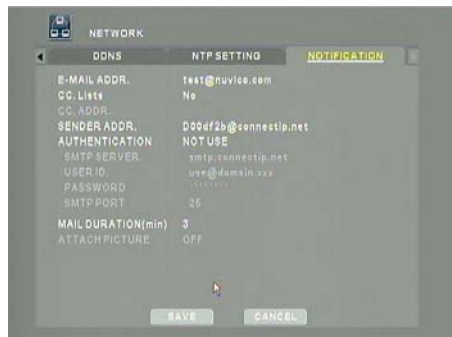 NETWORK
DDNS NTP SETTING NOTIFICATION
E-MAIL ADDR. test@nuvico.com
CC. Lists No
CC. ADDR.
SENDER ADDR. D00df2b@connectip.net
AUTHENTICATION NOT USE
SMTP SERVER. smtp.connectip.net
USER ID. use@domain.xxx
PASSWORD ********
SMTP PORT 25
MAIL DURATION(min) 3
ATTACH PICTURE OFF
SAVE CANCEL